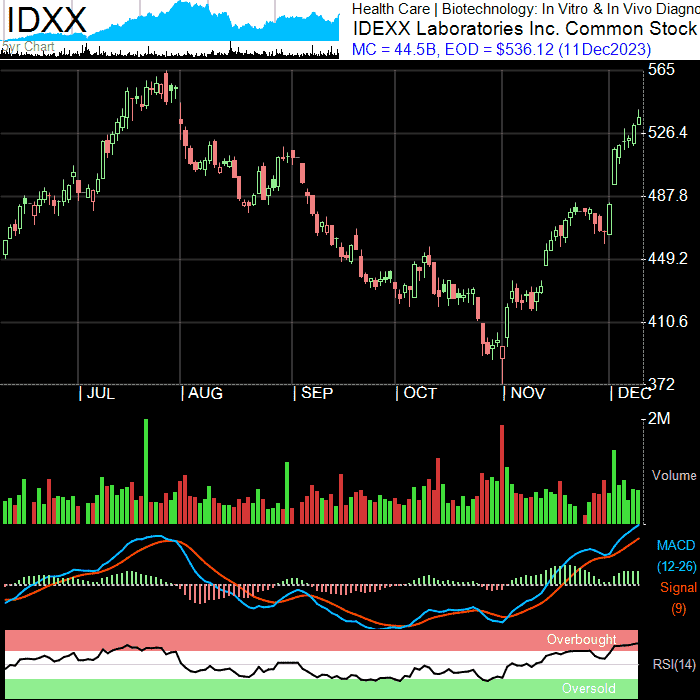 IDXX
5yr Chart
Health Care | Biotechnology: In Vitro & In Vivo Diagno
IDEXX Laboratories Inc. Common Stock
MC = 44.5B, EOD = $536.12 (11Dec2023)
565
526.4
487.8
449.2
410.6
372
| JUL | AUG | SEP | OCT | NOV | DEC
2M
Volume
MACD
(12-26)
Signal
(9)
Overbought
RSI(14)
Oversold